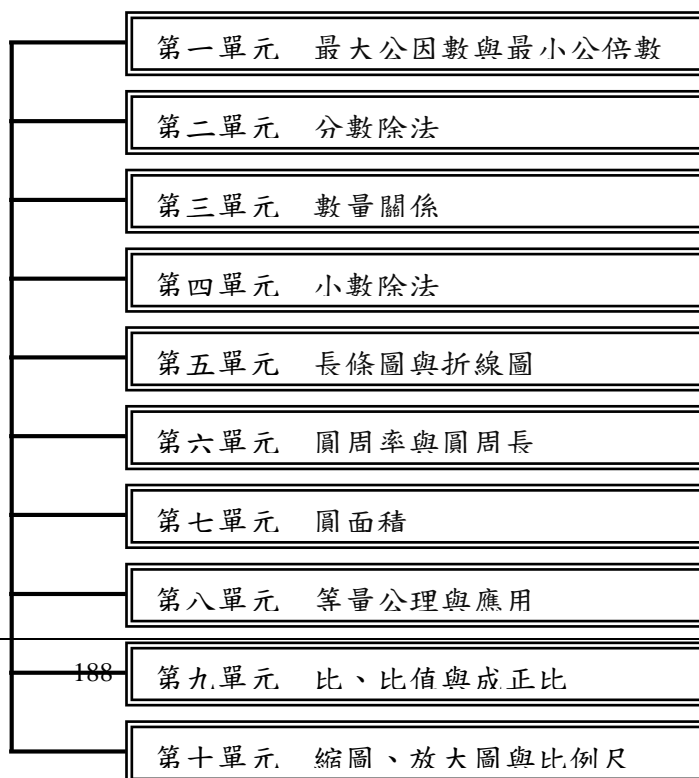 第一單元　最大公因數與最小公倍數
第二單元　分數除法
第三單元　數量關係
第四單元　小數除法
第五單元　長條圖與折線圖
第六單元　圓周率與圓周長
第七單元　圓面積
第八單元　等量公理與應用
188
第九單元　比、比值與成正比
第十單元　縮圖、放大圖與比例尺